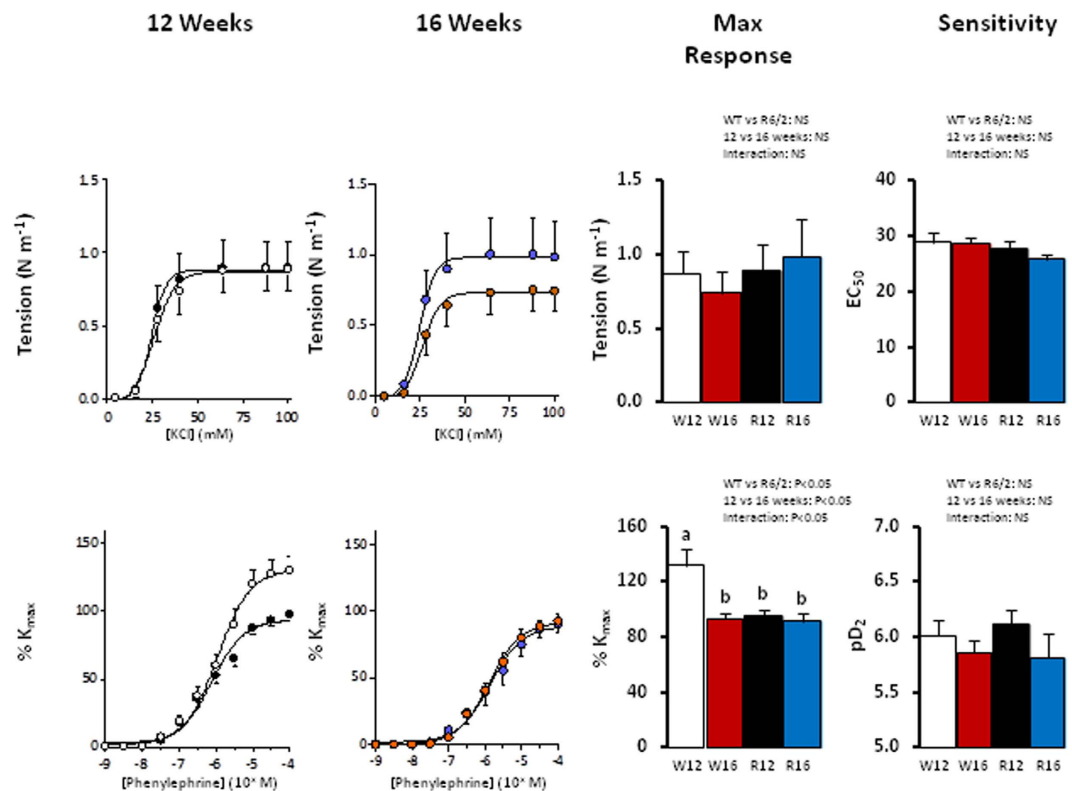 12 Weeks
16 Weeks
Max
Response
Sensitivity
WT vs R6/2: NS
12 vs 16 weeks: NS
Interaction: NS
WT vs R6/2: NS
12 vs 16 weeks: NS
Interaction: NS
Tension (N m⁻¹)
1.5
1.0
0.5
0.0
0 25 50 75 100
[KCl] (mM)
Tension (N m⁻¹)
1.5
1.0
0.5
0.0
0 25 50 75 100
[KCl] (mM)
Tension (N m⁻¹)
1.5
1.0
0.5
0.0
W12 W16 R12 R16
EC₅₀
40
30
20
10
0
W12 W16 R12 R16
WT vs R6/2: P<0.05
12 vs 16 weeks: P<0.05
Interaction: P<0.05
WT vs R6/2: NS
12 vs 16 weeks: NS
Interaction: NS
% Kmax
150
100
50
0
-9 -8 -7 -6 -5 -4
[Phenylephrine] (10ˣ M)
% Kmax
150
100
50
0
-9 -8 -7 -6 -5 -4
[Phenylephrine] (10ˣ M)
% Kmax
160
120
80
40
0
a
b b b
W12 W16 R12 R16
pD₂
7.0
6.5
6.0
5.5
5.0
W12 W16 R12 R16